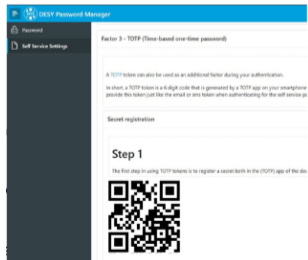 DESY Password Manager
Password
Self Service Settings
Factor 3 - TOTP (Time-based one-time password)
A TOTP token can also be used as an additional factor during your authentication.
In short, a TOTP token is a 6 digit code that is generated by a TOTP app on your smartphone
provide this token just like the email or sms token when authenticating for the self service
Secret registration
Step 1
The first step in using TOTP tokens is to register a secret both in the (TOTP) app of the